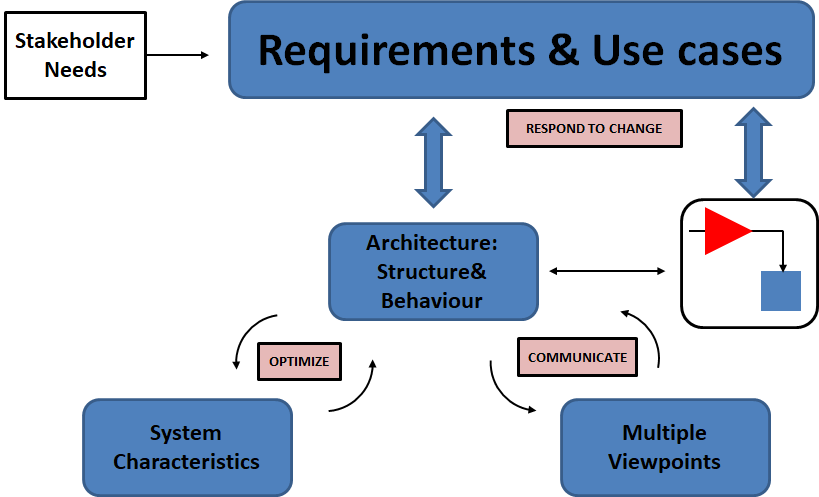 Stakeholder
Needs
Requirements & Use cases
RESPOND TO CHANGE
Architecture:
Structure&
Behaviour
OPTIMIZE
COMMUNICATE
System
Characteristics
Multiple
Viewpoints